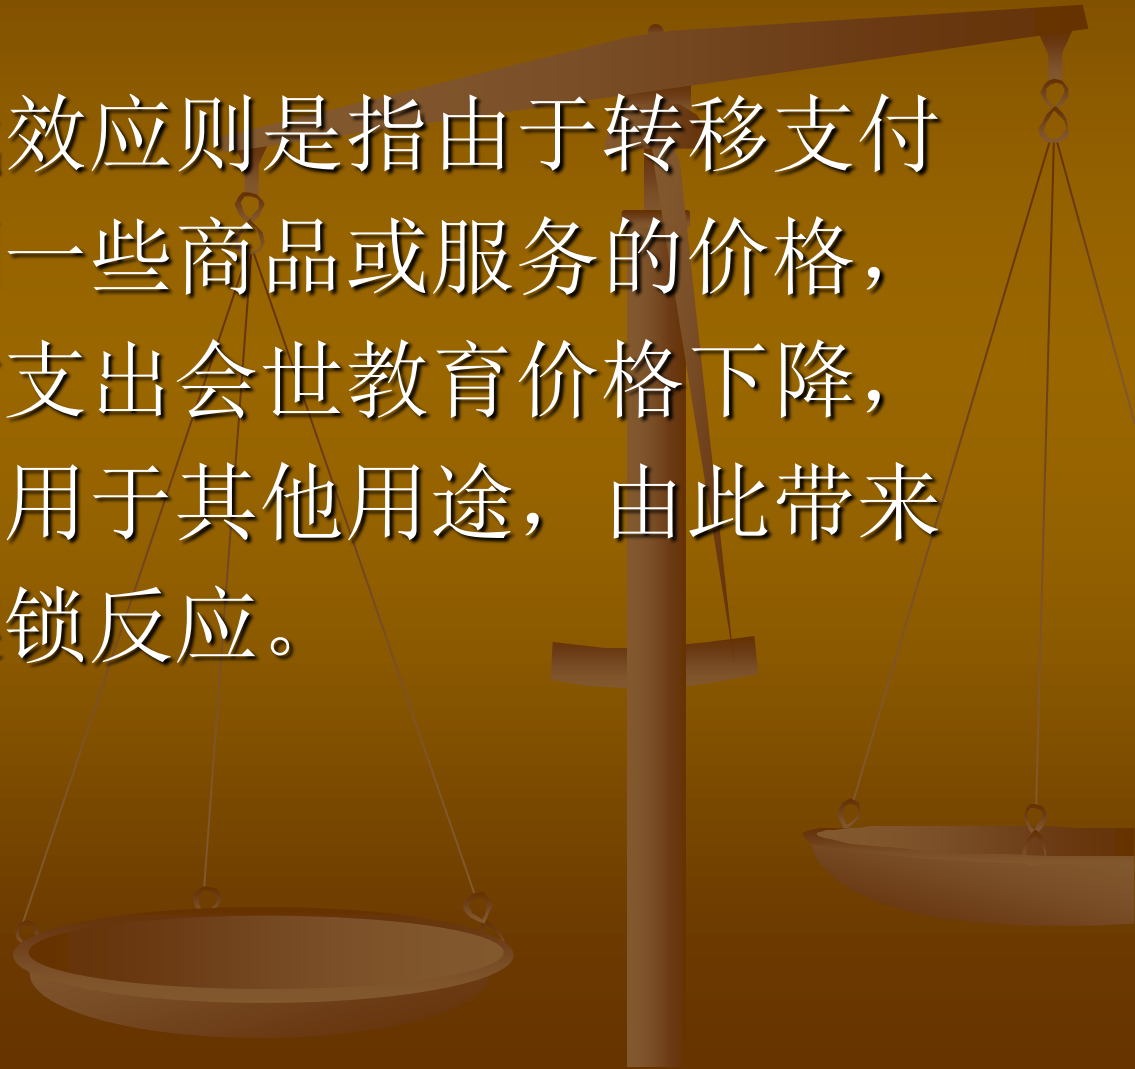 效应则是指由于转移支付
一些商品或服务的价格，
支出会世教育价格下降，
用于其他用途，由此带来
锁反应。